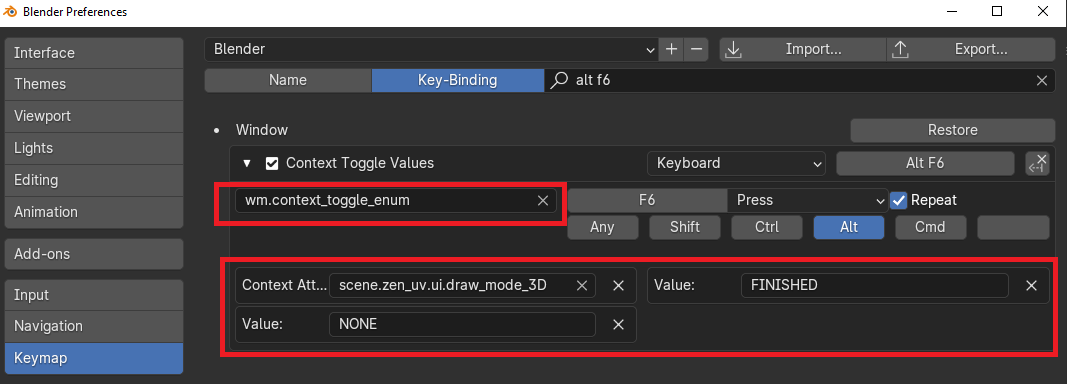 Blender Preferences
Interface
Themes
Viewport
Lights
Editing
Animation
Add-ons
Input
Navigation
Keymap
Blender
Import...
Export...
Name
Key-Binding
alt f6
Window
Restore
Context Toggle Values
Keyboard
Alt F6
wm.context_toggle_enum
F6
Press
Repeat
Any
Shift
Ctrl
Alt
Cmd
Context Att...
scene.zen_uv.ui.draw_mode_3D
Value:
FINISHED
Value:
NONE